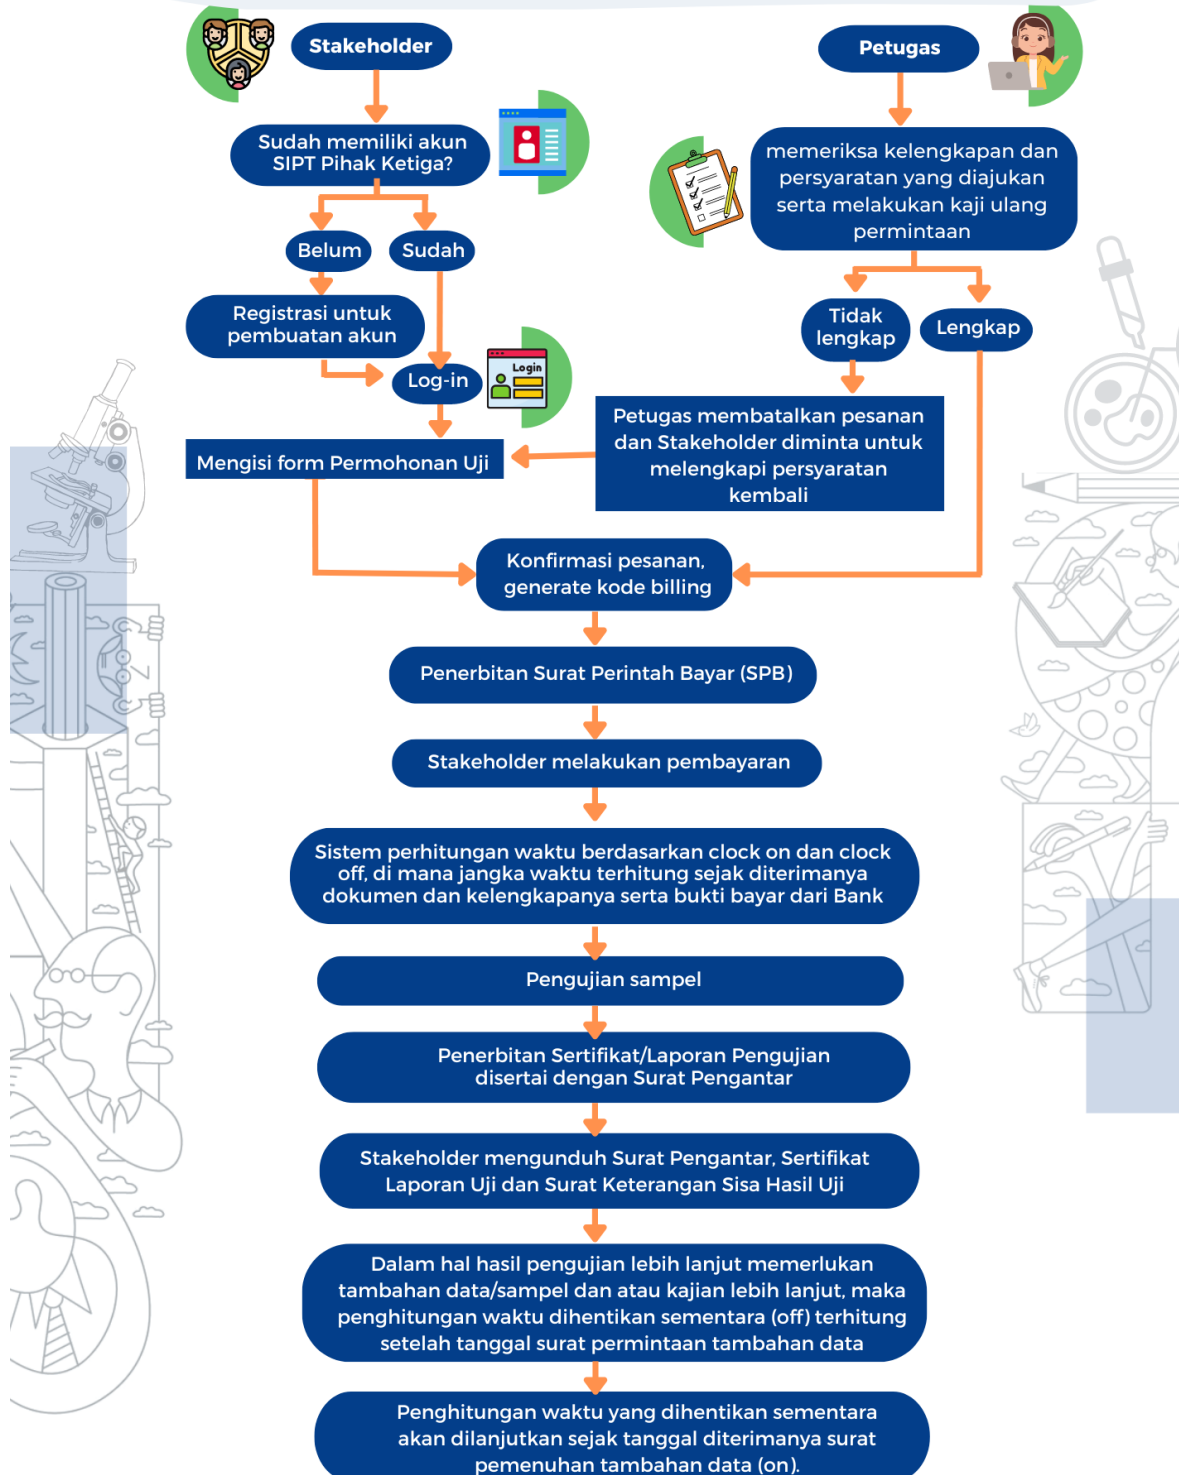 Stakeholder
Sudah memiliki akun
SIPT Pihak Ketiga?
Belum
Sudah
Registrasi untuk
pembuatan akun
Login
Log-in
Mengisi form Permohonan Uji
Petugas
memeriksa kelengkapan dan
persyaratan yang diajukan
serta melakukan kaji ulang
permintaan
Tidak
lengkap
Lengkap
Petugas membatalkan pesanan
dan Stakeholder diminta untuk
melengkapi persyaratan
kembali
Konfirmasi pesanan,
generate kode billing
Penerbitan Surat Perintah Bayar (SPB)
Stakeholder melakukan pembayaran
Sistem perhitungan waktu berdasarkan clock on dan clock
off, di mana jangka waktu terhitung sejak diterimanya
dokumen dan kelengkapanya serta bukti bayar dari Bank
Pengujian sampel
Penerbitan Sertifikat/Laporan Pengujian
disertai dengan Surat Pengantar
Stakeholder mengunduh Surat Pengantar, Sertifikat
Laporan Uji dan Surat Keterangan Sisa Hasil Uji
Dalam hal hasil pengujian lebih lanjut memerlukan
tambahan data/sampel dan atau kajian lebih lanjut, maka
penghitungan waktu dihentikan sementara (off) terhitung
setelah tanggal surat permintaan tambahan data
Penghitungan waktu yang dihentikan sementara
akan dilanjutkan sejak tanggal diterimanya surat
pemenuhan tambahan data (on).